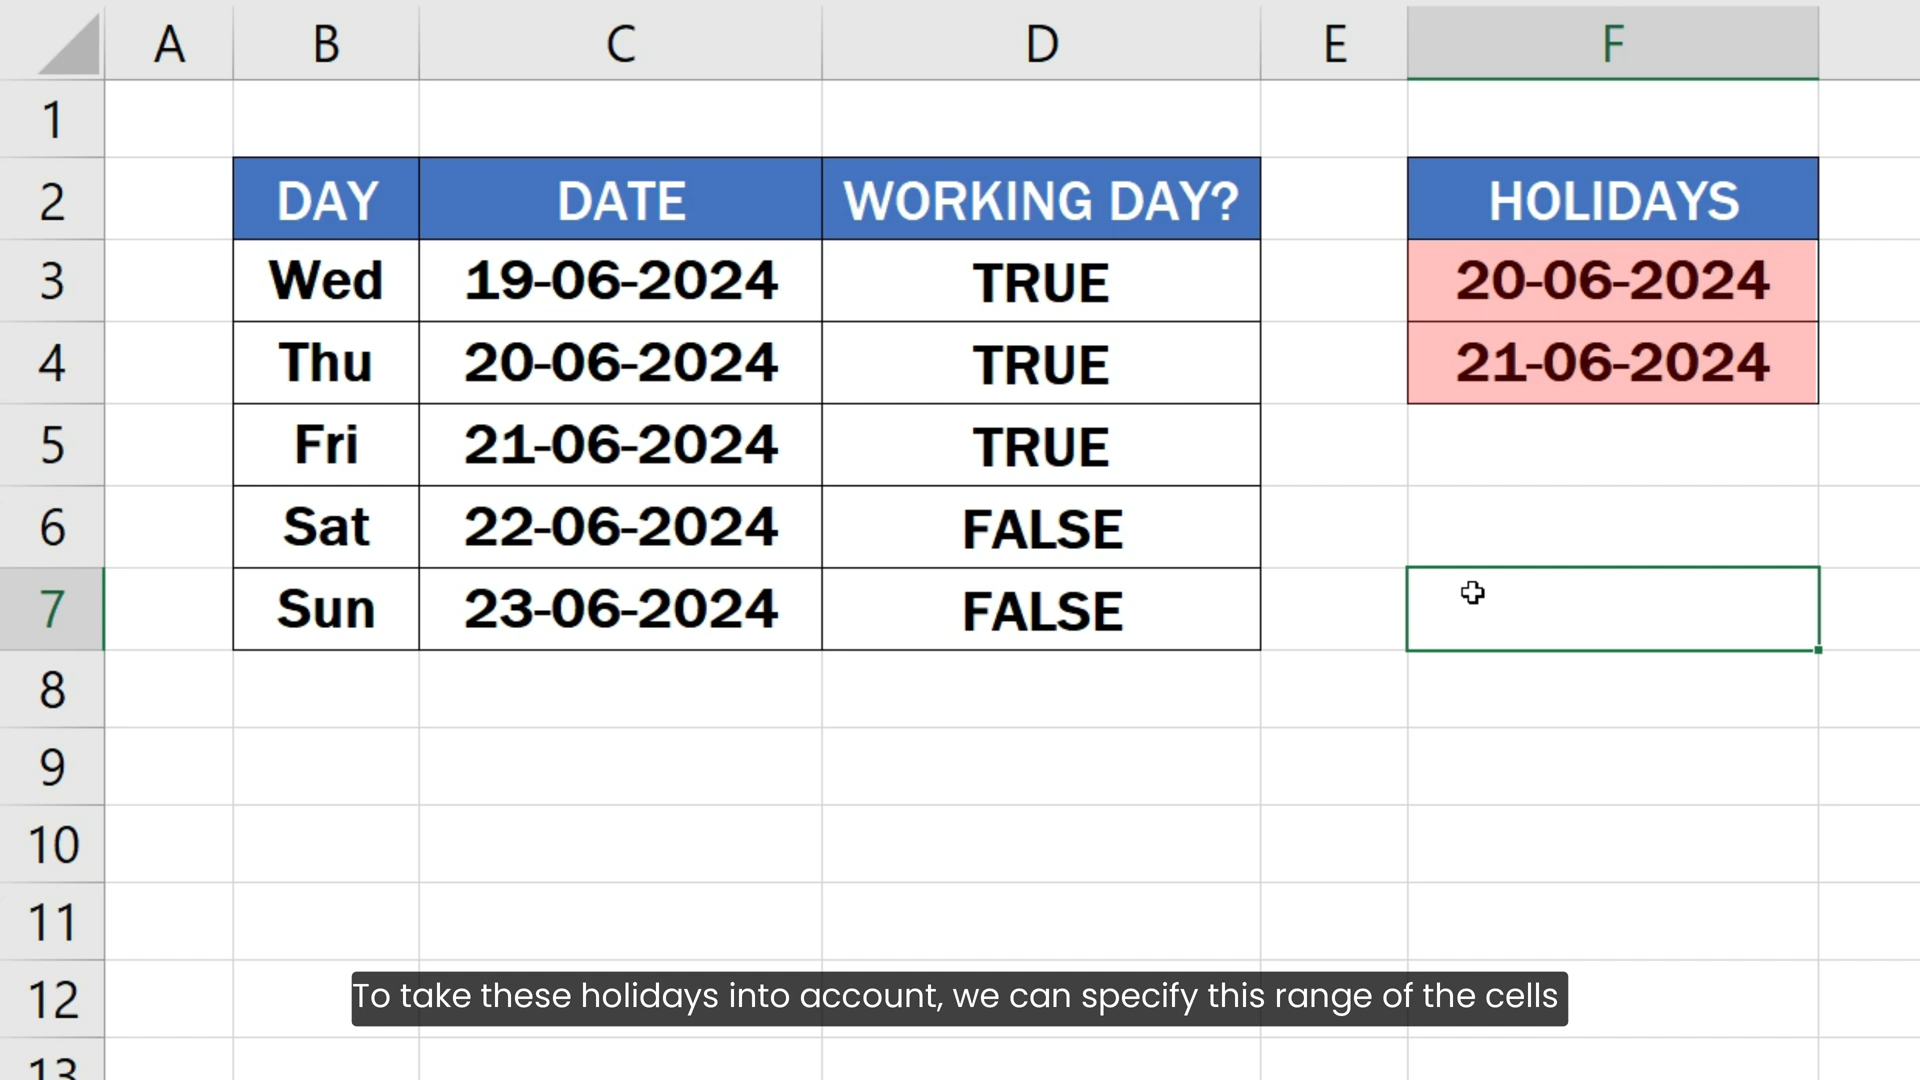 A B C D E F
1
2 DAY DATE WORKING DAY? HOLIDAYS
3 Wed 19-06-2024 TRUE 20-06-2024
4 Thu 20-06-2024 TRUE 21-06-2024
5 Fri 21-06-2024 TRUE
6 Sat 22-06-2024 FALSE
7 Sun 23-06-2024 FALSE
8
9
10
11
12
To take these holidays into account, we can specify this range of the cells
13